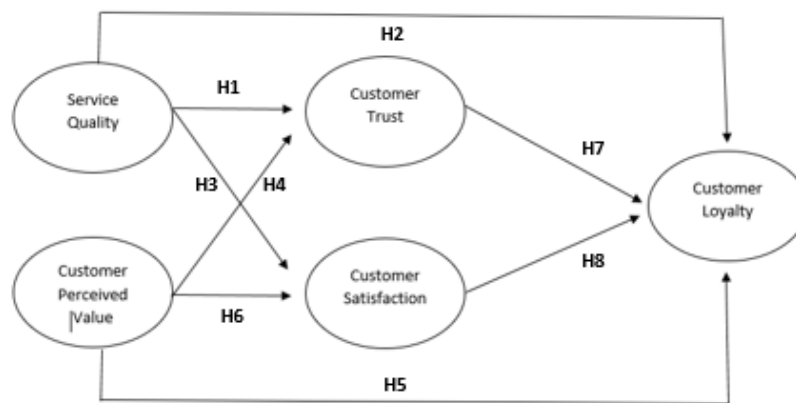 H2
Service
Quality
H1
Customer
Trust
H7
H3
H4
Customer
Loyalty
Customer
Perceived
Value
H6
Customer
Satisfaction
H8
H5